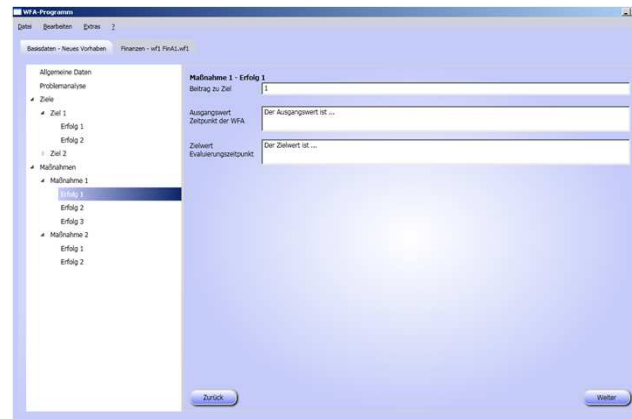 WFA-Programm
Datei Bearbeiten Extras ?
Basisdaten - Neues Vorhaben Finanzen - wf1 FinA1.wf1
Allgemeine Daten
Problemanalyse
Ziele
Ziel 1
Erfolg 1
Erfolg 2
Ziel 2
Maßnahmen
Maßnahme 1
Erfolg 1
Erfolg 2
Erfolg 3
Maßnahme 2
Erfolg 1
Erfolg 2
Maßnahme 1 - Erfolg 1
Beitrag zu Ziel 1
Ausgangswert Der Ausgangswert ist ...
Zeitpunkt der WFA
Zielwert Der Zielwert ist ...
Evaluierungszeitpunkt
Zurück Weiter